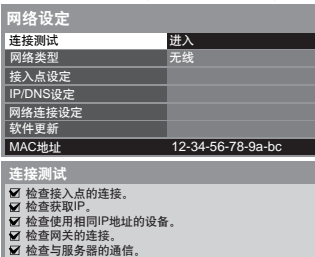 网络设定
连接测试 进入
网络类型 无线
接入点设定
IP/DNS设定
网络连接设定
软件更新
MAC地址 12-34-56-78-9a-bc
连接测试
检查接入点的连接。
检查获取IP。
检查使用相同IP地址的设备。
检查网关的连接。
检查与服务器的通信。